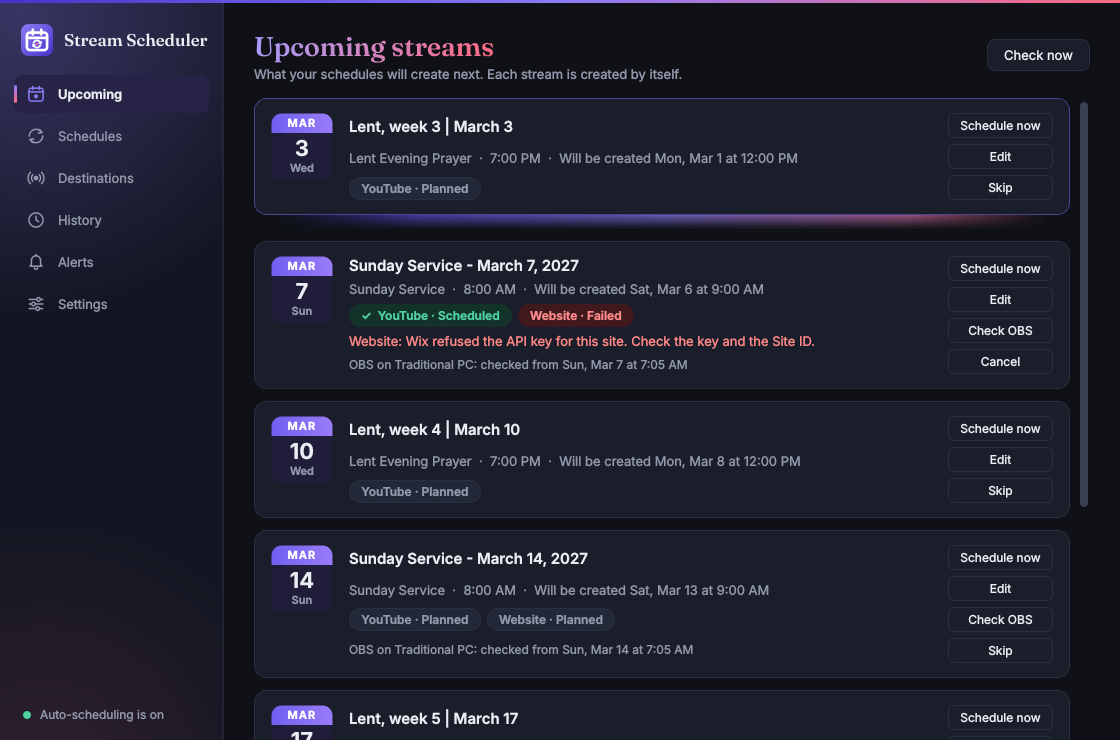 Stream Scheduler
Upcoming
Schedules
Destinations
History
Alerts
Settings
Auto-scheduling is on
Upcoming streams
What your schedules will create next. Each stream is created by itself.
Check now
MAR
3
Wed
Lent, week 3 | March 3
Lent Evening Prayer · 7:00 PM · Will be created Mon, Mar 1 at 12:00 PM
YouTube · Planned
Schedule now
Edit
Skip
MAR
7
Sun
Sunday Service - March 7, 2027
Sunday Service · 8:00 AM · Will be created Sat, Mar 6 at 9:00 AM
✓ YouTube · Scheduled Website · Failed
Website: Wix refused the API key for this site. Check the key and the Site ID.
OBS on Traditional PC: checked from Sun, Mar 7 at 7:05 AM
Schedule now
Edit
Check OBS
Cancel
MAR
10
Wed
Lent, week 4 | March 10
Lent Evening Prayer · 7:00 PM · Will be created Mon, Mar 8 at 12:00 PM
YouTube · Planned
Schedule now
Edit
Skip
MAR
14
Sun
Sunday Service - March 14, 2027
Sunday Service · 8:00 AM · Will be created Sat, Mar 13 at 9:00 AM
YouTube · Planned Website · Planned
OBS on Traditional PC: checked from Sun, Mar 14 at 7:05 AM
Schedule now
Edit
Check OBS
Skip
MAR
17
Lent, week 5 | March 17
Schedule now